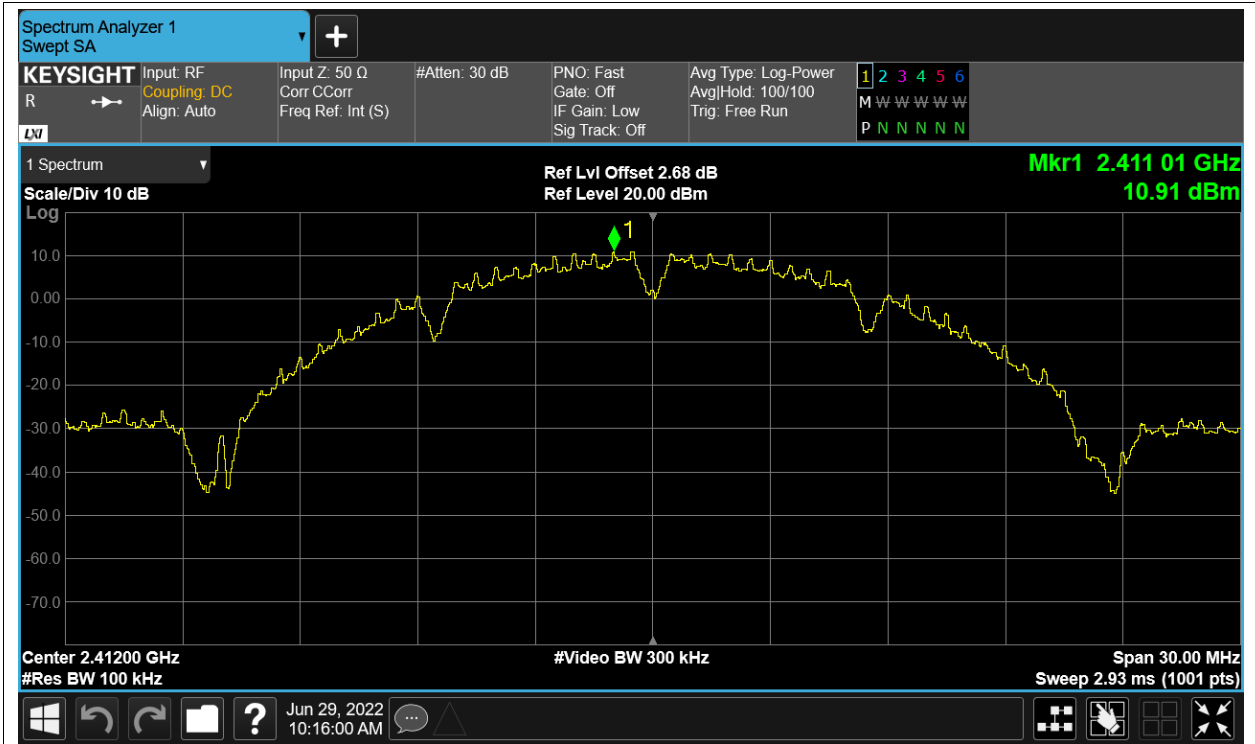 Spectrum Analyzer 1
Swept SA
KEYSIGHT
R
LXI
Input: RF
Coupling: DC
Align: Auto
Input Z: 50 Ω
Corr CCorr
Freq Ref: Int (S)
#Atten: 30 dB
PNO: Fast
Gate: Off
IF Gain: Low
Sig Track: Off
Avg Type: Log-Power
Avg|Hold: 100/100
Trig: Free Run
1 2 3 4 5 6
M W W W W W
P N N N N N
1 Spectrum
Scale/Div 10 dB
Log
Ref Lvl Offset 2.68 dB
Ref Level 20.00 dBm
Mkr1 2.411 01 GHz
10.91 dBm
1
10.0
0.00
-10.0
-20.0
-30.0
-40.0
-50.0
-60.0
-70.0
Center 2.41200 GHz
#Video BW 300 kHz
Span 30.00 MHz
#Res BW 100 kHz
Sweep 2.93 ms (1001 pts)
?
Jun 29, 2022
10:16:00 AM